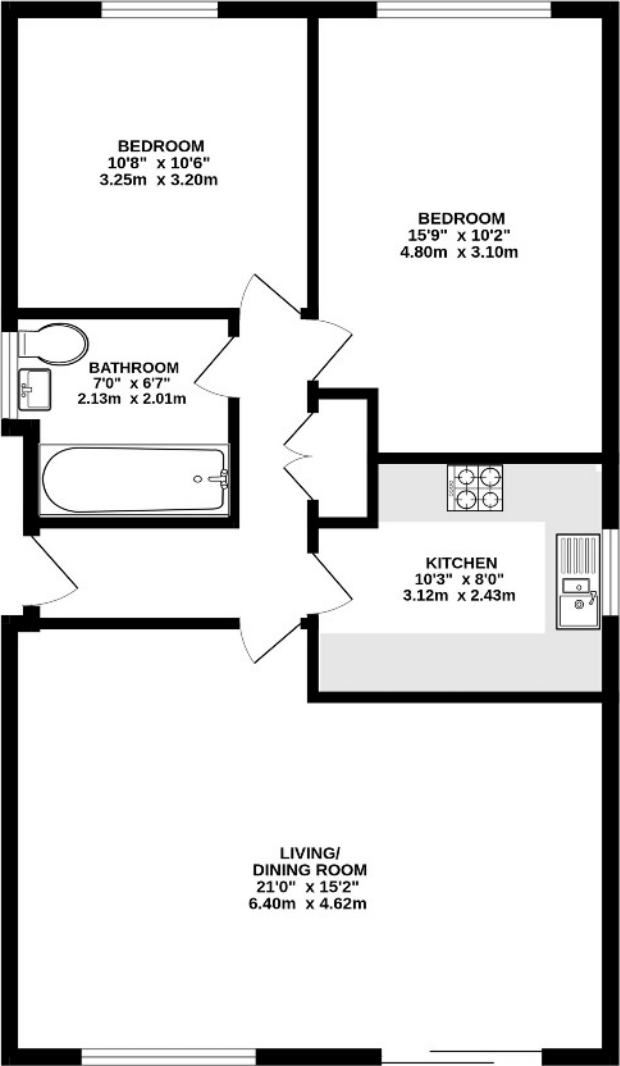 BEDROOM
10'8" x 10'6"
3.25m x 3.20m
BEDROOM
15'9" x 10'2"
4.80m x 3.10m
BATHROOM
7'0" x 6'7"
2.13m x 2.01m
KITCHEN
10'3" x 8'0"
3.12m x 2.43m
LIVING/
DINING ROOM
21'0" x 15'2"
6.40m x 4.62m